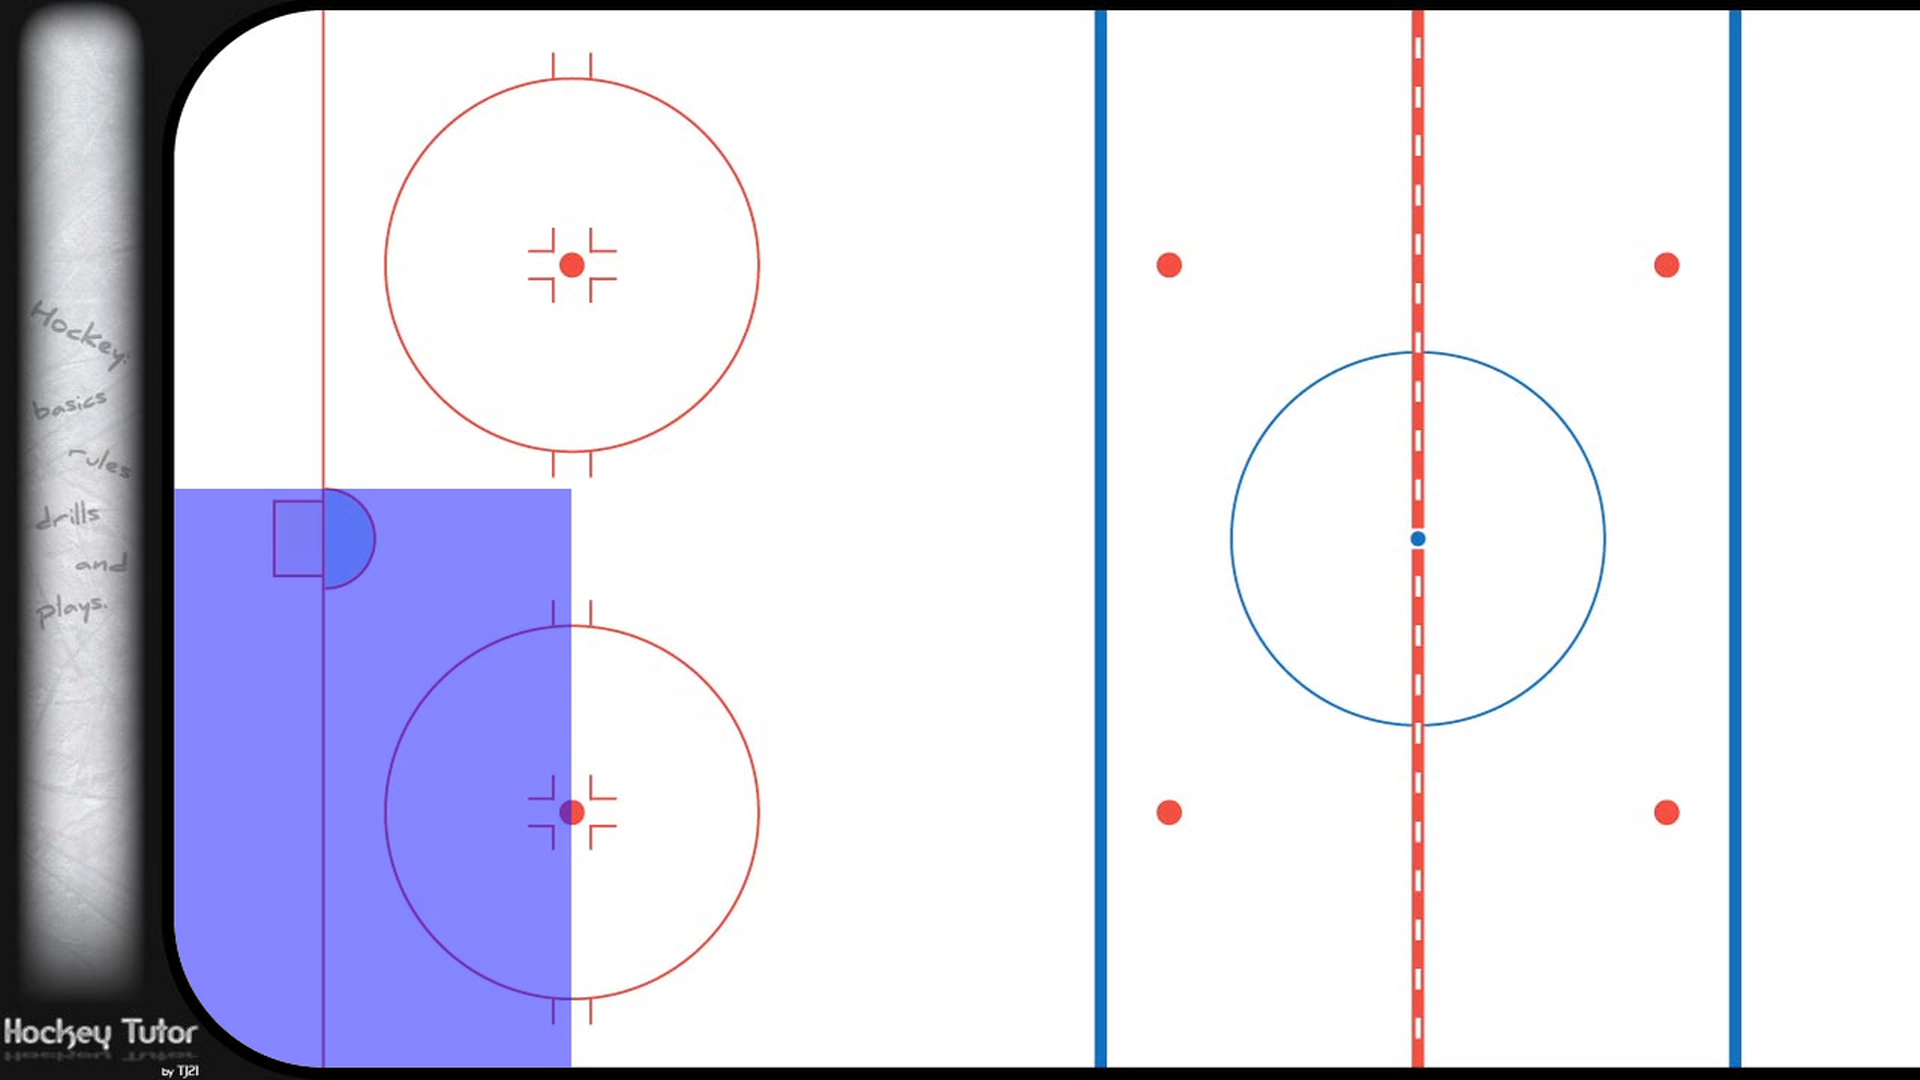 Hockey:
basics
rules
drills
and
plays.
Hockey Tutor
by TJ21